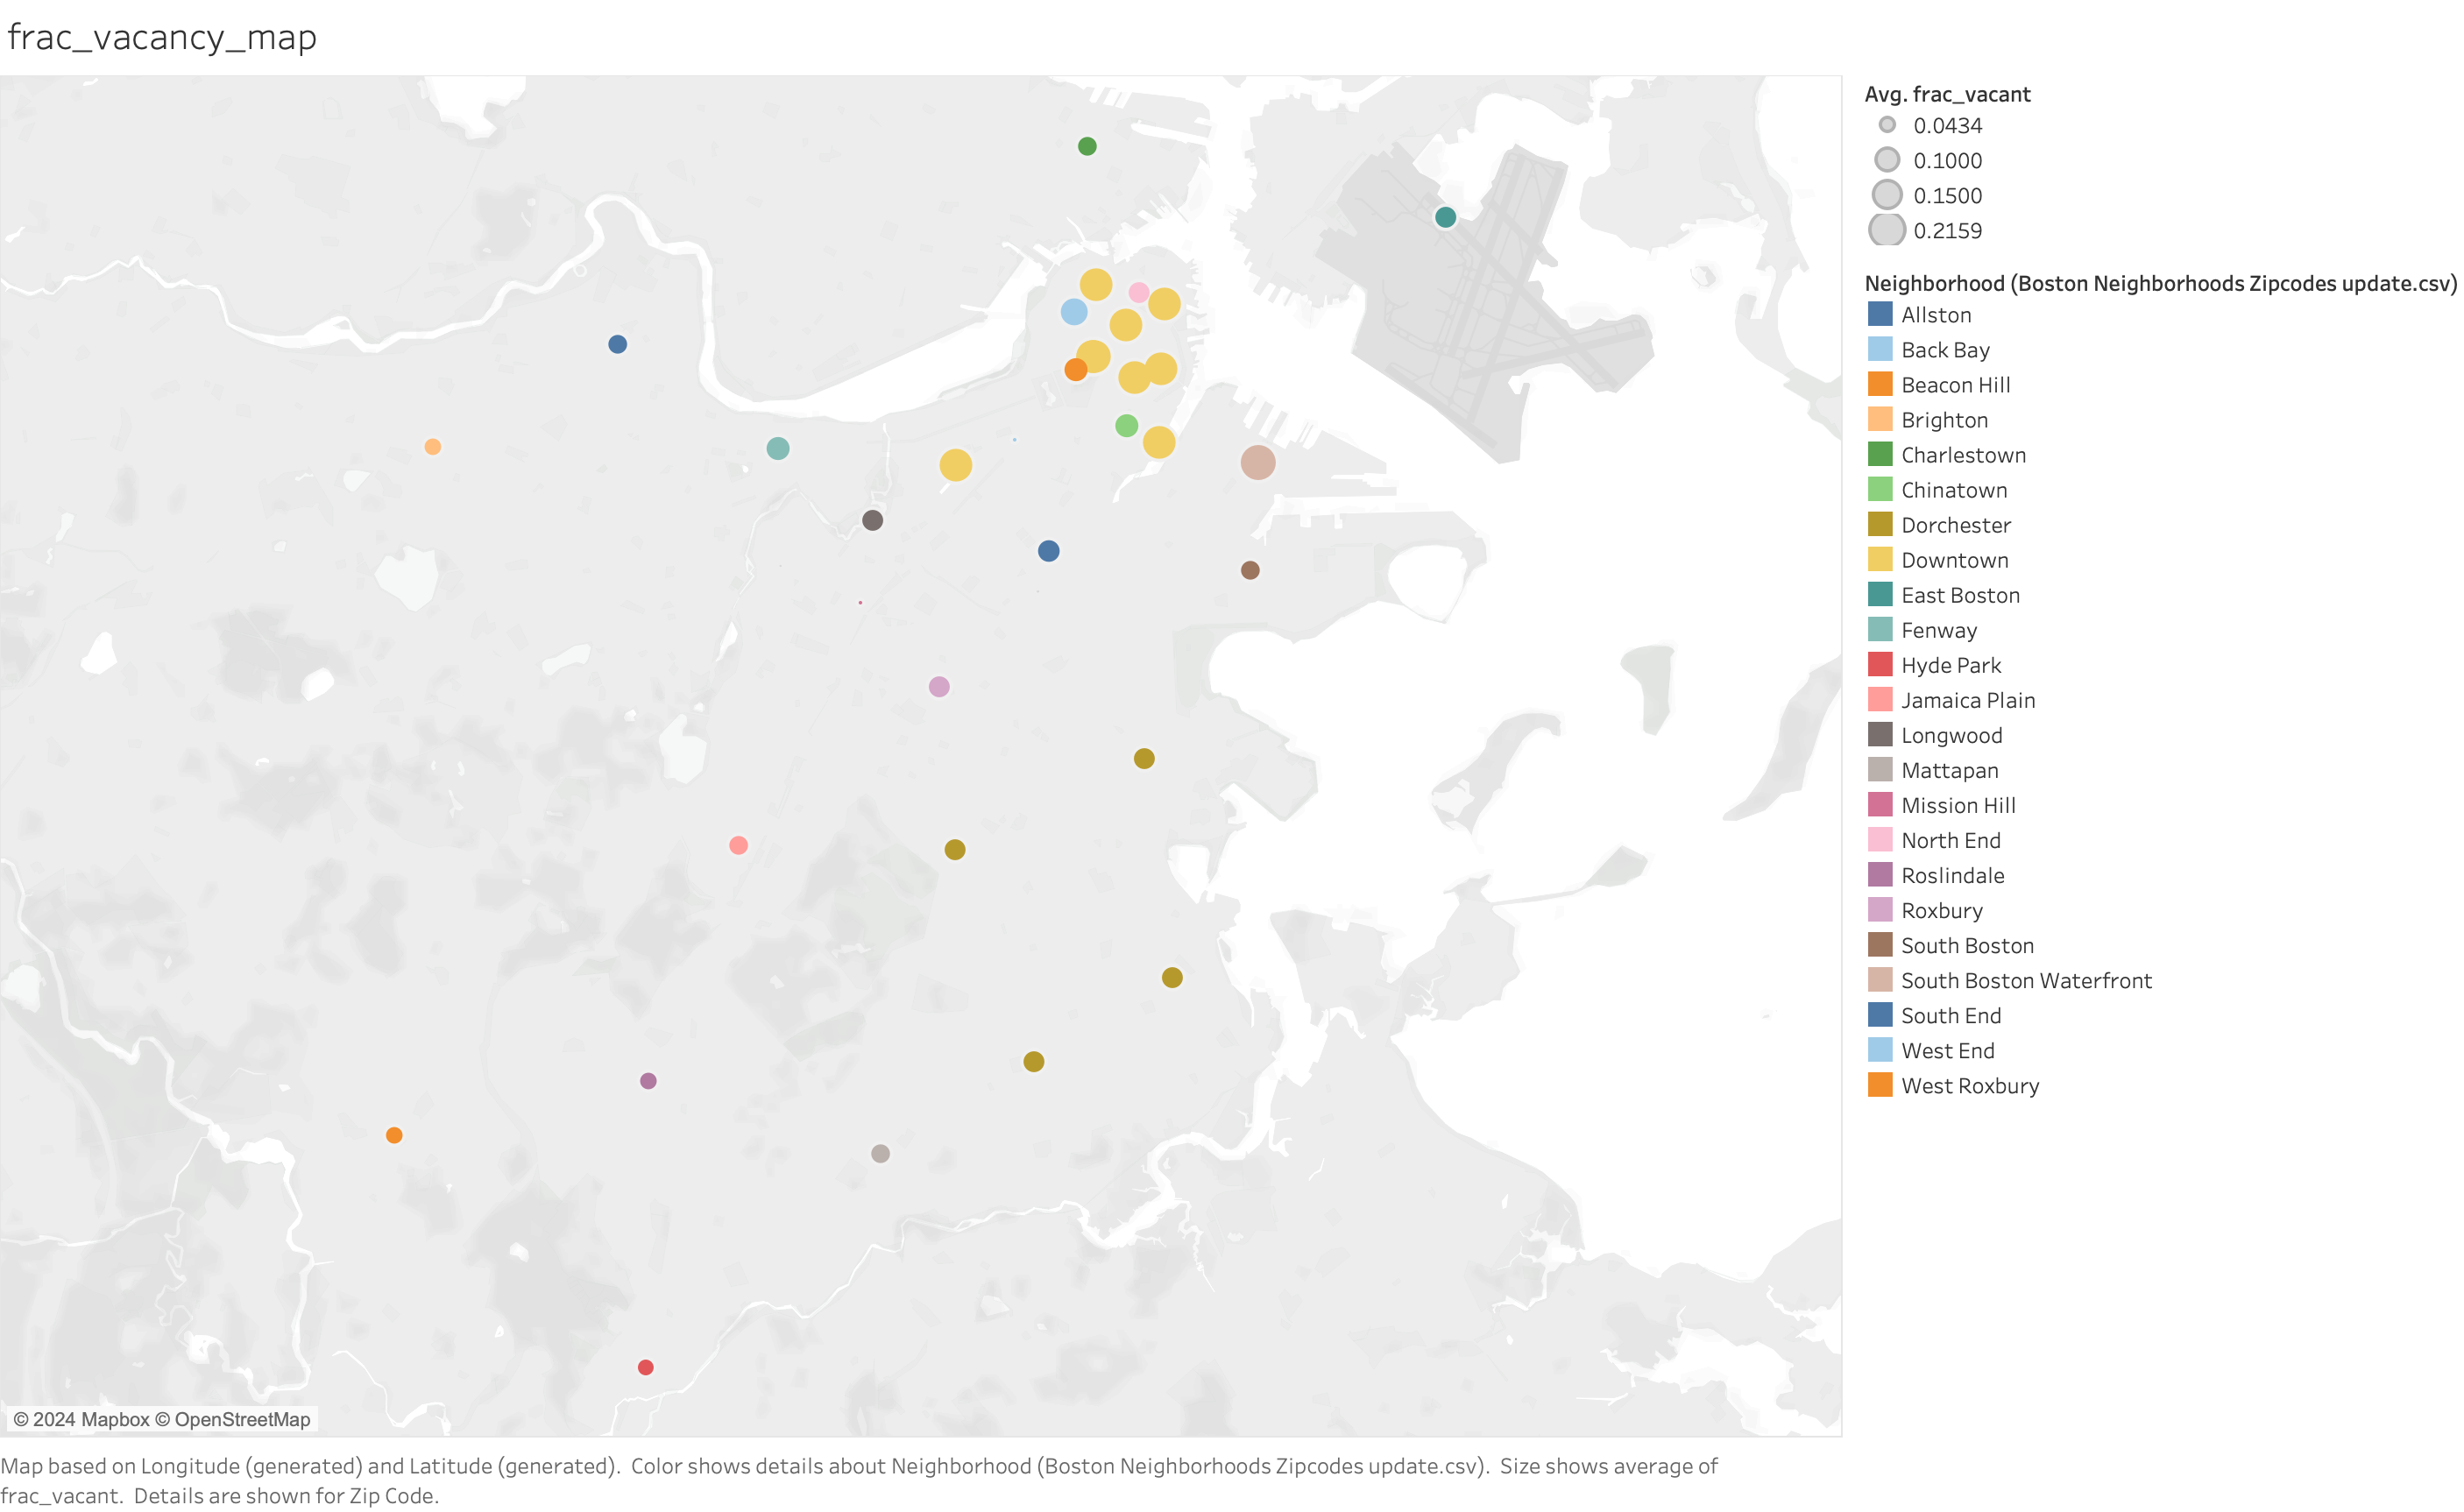 frac_vacancy_map
Avg. frac_vacant
0.0434
0.1000
0.1500
0.2159
Neighborhood (Boston Neighborhoods Zipcodes update.csv)
Allston
Back Bay
Beacon Hill
Brighton
Charlestown
Chinatown
Dorchester
Downtown
East Boston
Fenway
Hyde Park
Jamaica Plain
Longwood
Mattapan
Mission Hill
North End
Roslindale
Roxbury
South Boston
South Boston Waterfront
South End
West End
West Roxbury
© 2024 Mapbox © OpenStreetMap
Map based on Longitude (generated) and Latitude (generated). Color shows details about Neighborhood (Boston Neighborhoods Zipcodes update.csv). Size shows average of
frac_vacant. Details are shown for Zip Code.